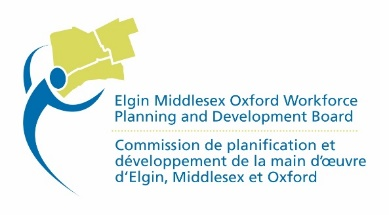 Elgin Middlesex Oxford Workforce
Planning and Development Board
Commission de planification et
développement de la main d'œuvre
d'Elgin, Middlesex et Oxford